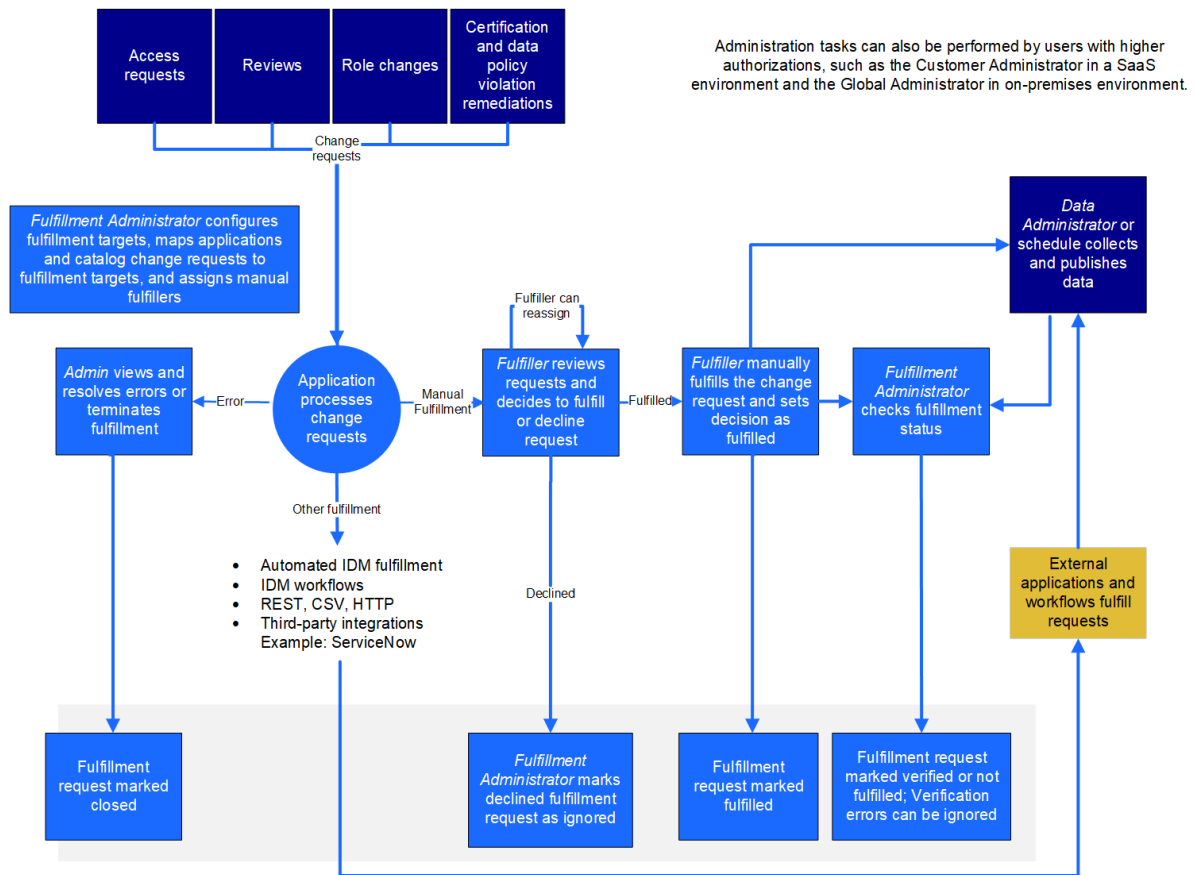 Access
requests
Reviews
Role changes
Certification
and data
policy
violation
remediations
Administration tasks can also be performed by users with higher
authorizations, such as the Customer Administrator in a SaaS
environment and the Global Administrator in on-premises environment.
Change
requests
Fulfillment Administrator configures
fulfillment targets, maps applications
and catalog change requests to
fulfillment targets, and assigns manual
fulfillers
Data
Administrator or
schedule collects
and publishes
data
Fulfiller can
reassign
Admin views and
resolves errors or
terminates
fulfillment
Error
Application
processes
change
requests
Manual
Fulfillment
Fulfiller reviews
requests and
decides to fulfill
or decline
request
Fulfilled
Fulfiller manually
fulfills the change
request and sets
decision as
fulfilled
Fulfillment
Administrator
checks fulfillment
status
Other fulfillment
• Automated IDM fulfillment
• IDM workflows
• REST, CSV, HTTP
• Third-party integrations
Example: ServiceNow
Declined
External
applications and
workflows fulfill
requests
Fulfillment
request marked
closed
Fulfillment
Administrator marks
declined fulfillment
request as ignored
Fulfillment
request marked
fulfilled
Fulfillment request
marked verified or not
fulfilled; Verification
errors can be ignored